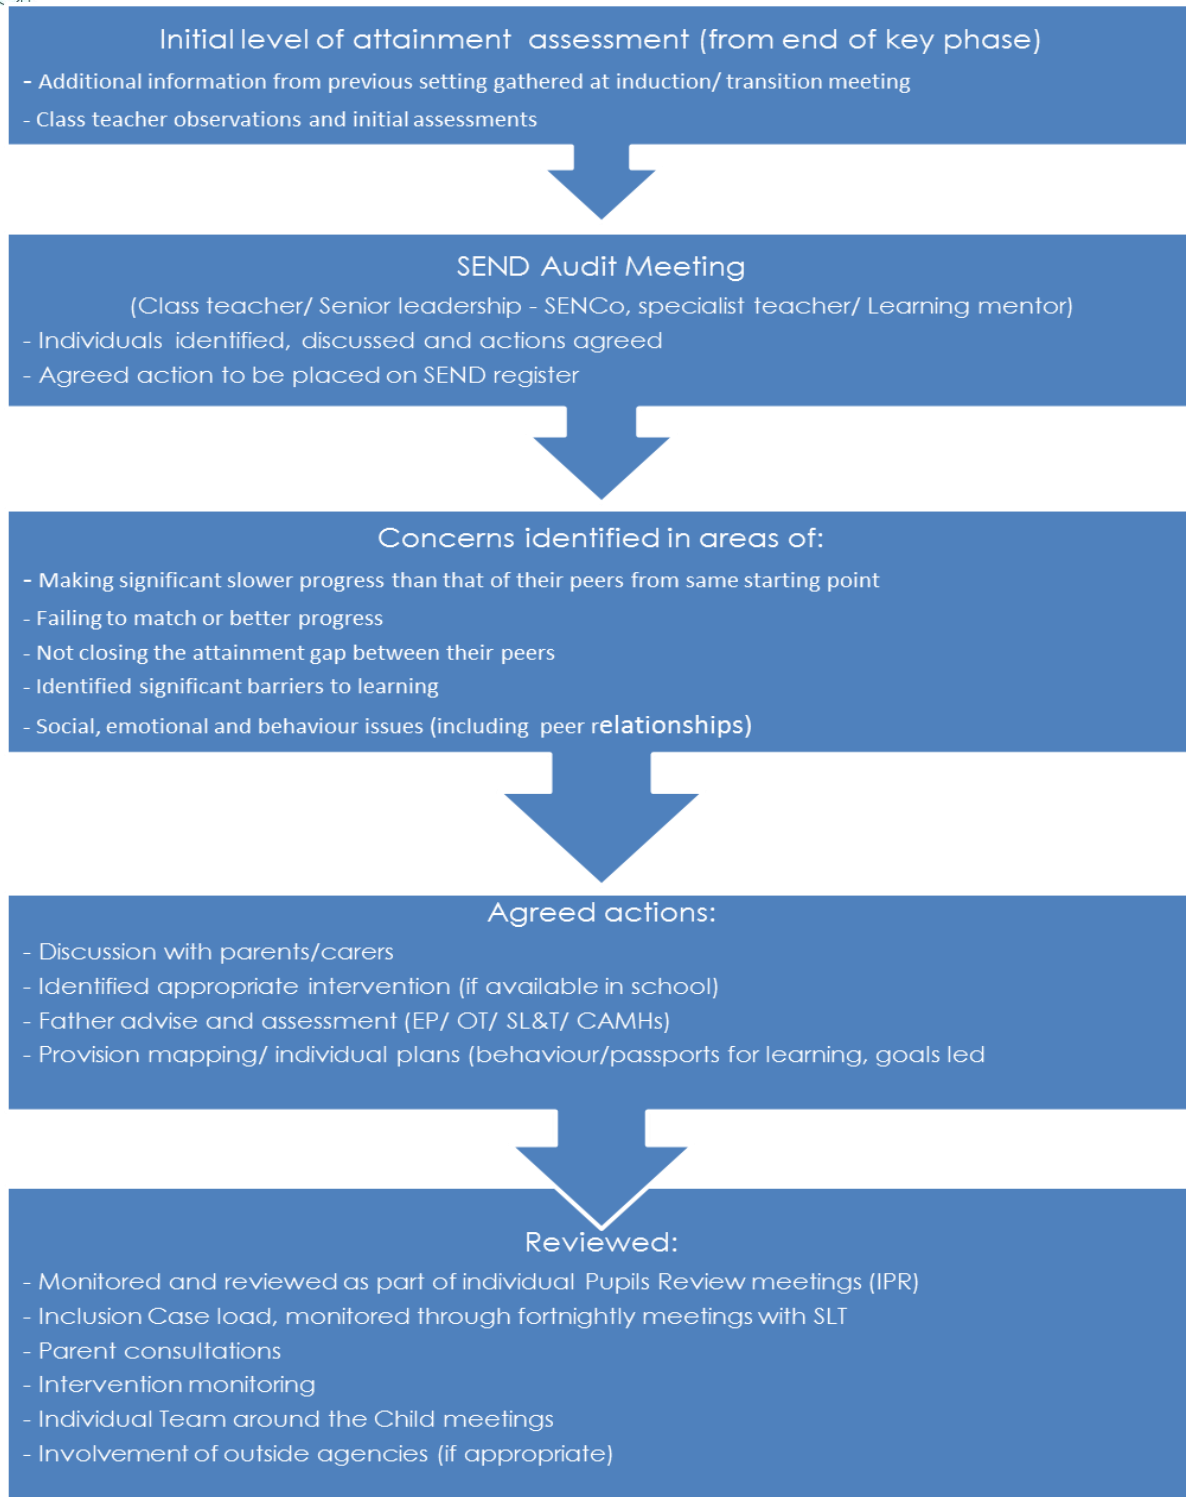 Initial level of attainment assessment (from end of key phase)
- Additional information from previous setting gathered at induction/ transition meeting
- Class teacher observations and initial assessments
SEND Audit Meeting
(Class teacher/ Senior leadership - SENCo, specialist teacher/ Learning mentor)
- Individuals identified, discussed and actions agreed
- Agreed action to be placed on SEND register
Concerns identified in areas of:
- Making significant slower progress than that of their peers from same starting point
- Failing to match or better progress
- Not closing the attainment gap between their peers
- Identified significant barriers to learning
- Social, emotional and behaviour issues (including peer relationships)
Agreed actions:
- Discussion with parents/carers
- Identified appropriate intervention (if available in school)
- Father advise and assessment (EP/ OT/ SL&T/ CAMHs)
- Provision mapping/ individual plans (behaviour/passports for learning, goals led
Reviewed:
- Monitored and reviewed as part of individual Pupils Review meetings (IPR)
- Inclusion Case load, monitored through fortnightly meetings with SLT
- Parent consultations
- Intervention monitoring
- Individual Team around the Child meetings
- Involvement of outside agencies (if appropriate)